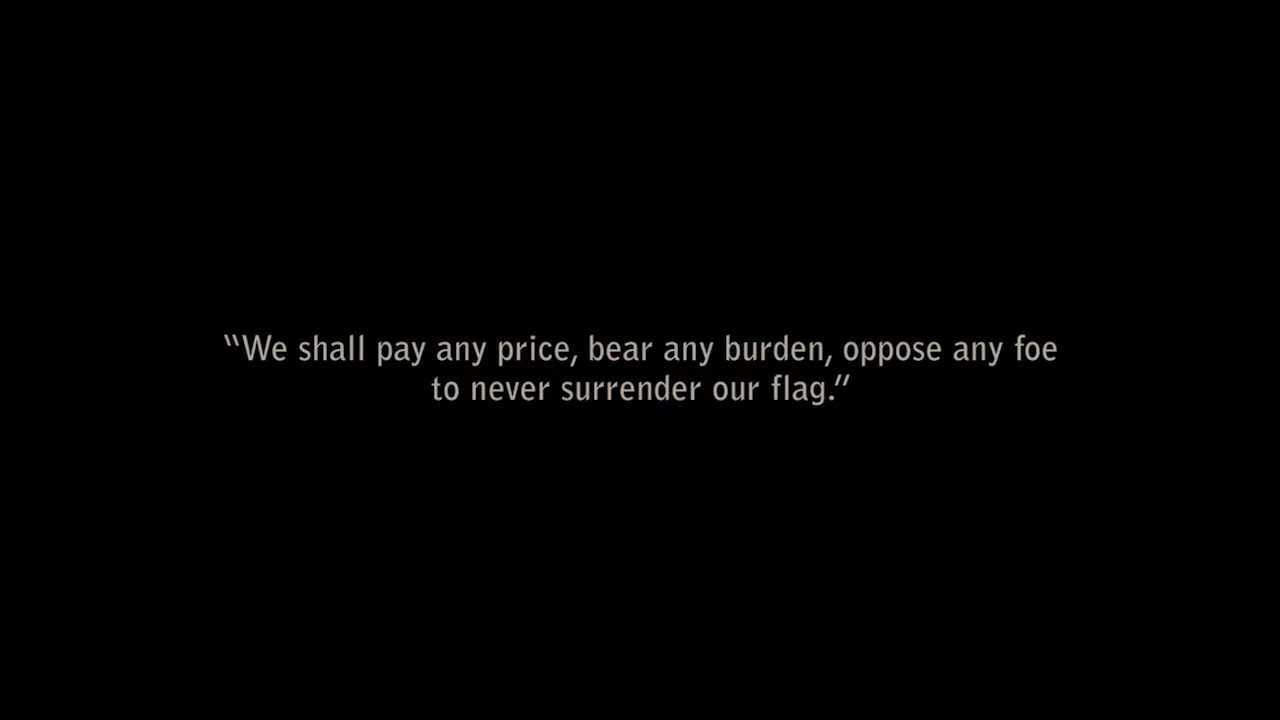 “We shall pay any price, bear any burden, oppose any foe
to never surrender our flag.”